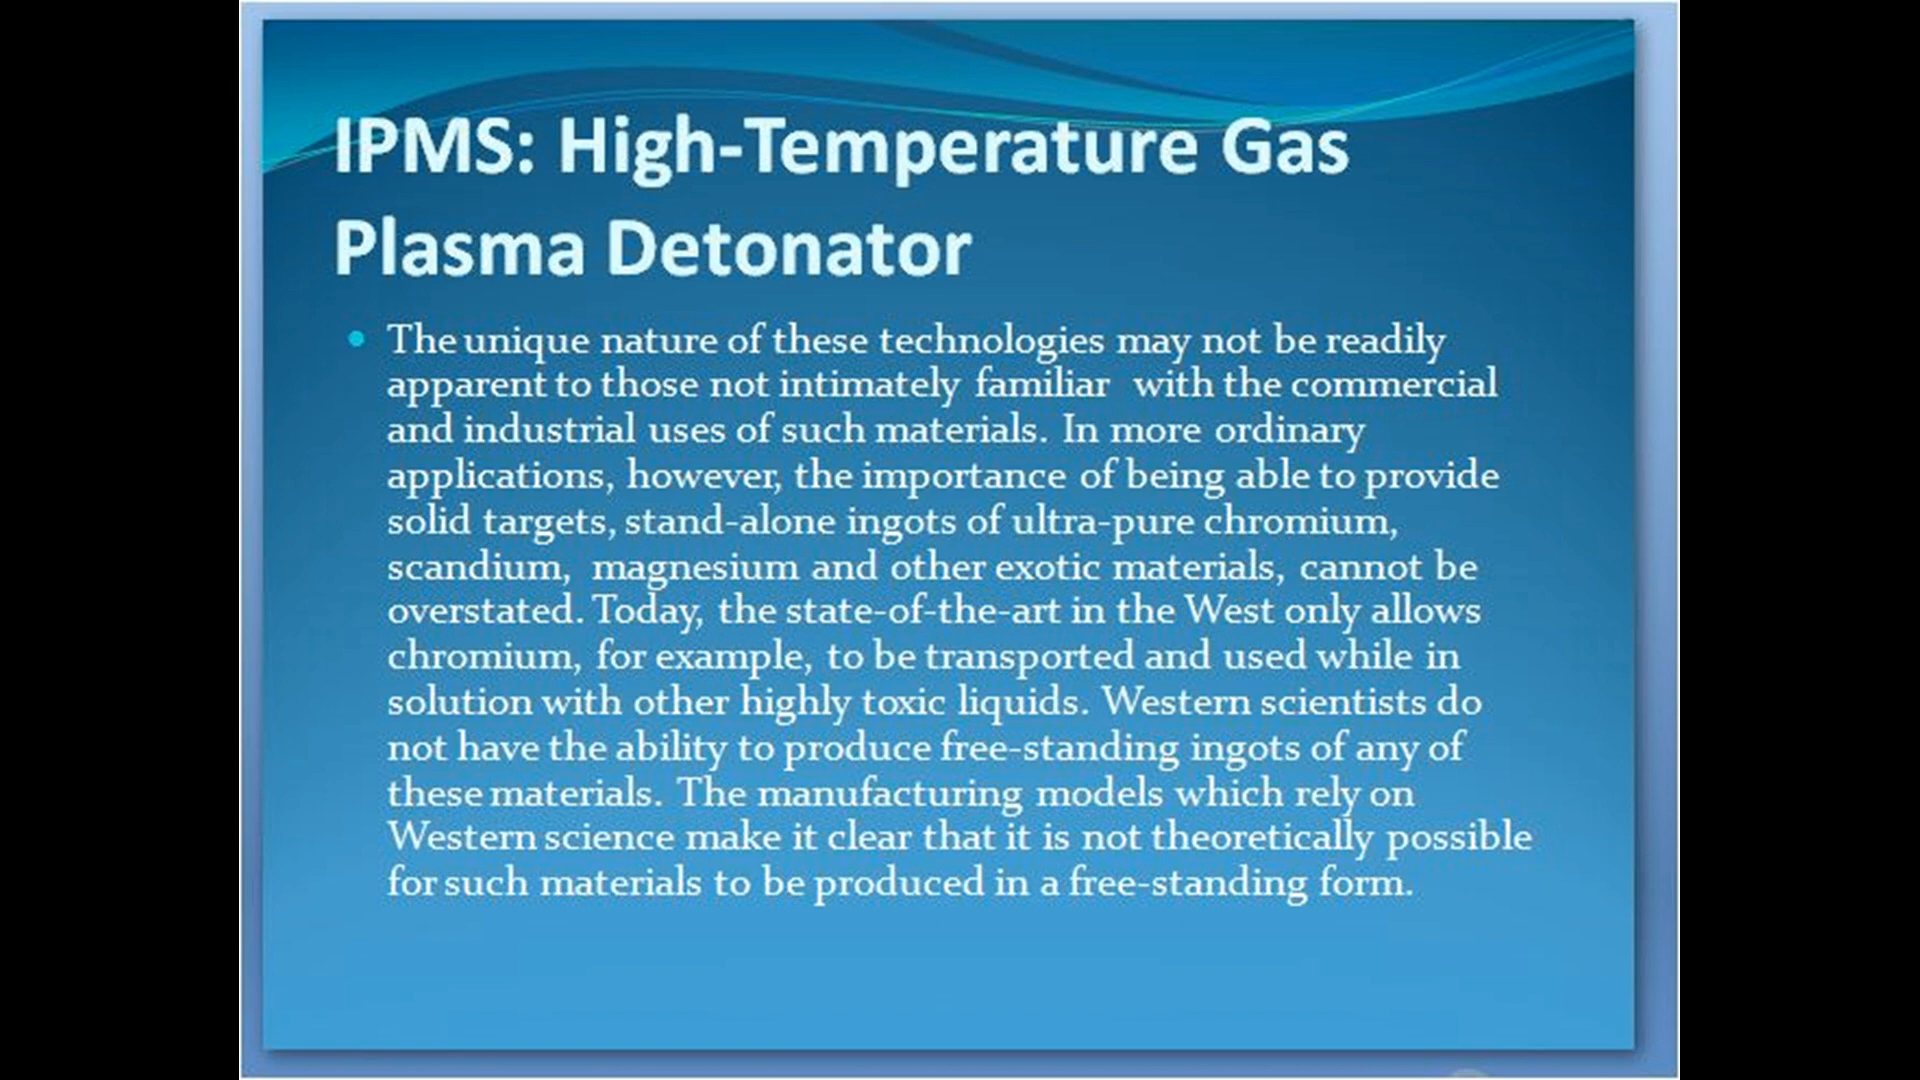 IPMS: High-Temperature Gas
Plasma Detonator
• The unique nature of these technologies may not be readily
apparent to those not intimately familiar with the commercial
and industrial uses of such materials. In more ordinary
applications, however, the importance of being able to provide
solid targets, stand-alone ingots of ultra-pure chromium,
scandium, magnesium and other exotic materials, cannot be
overstated. Today, the state-of-the-art in the West only allows
chromium, for example, to be transported and used while in
solution with other highly toxic liquids. Western scientists do
not have the ability to produce free-standing ingots of any of
these materials. The manufacturing models which rely on
Western science make it clear that it is not theoretically possible
for such materials to be produced in a free-standing form.